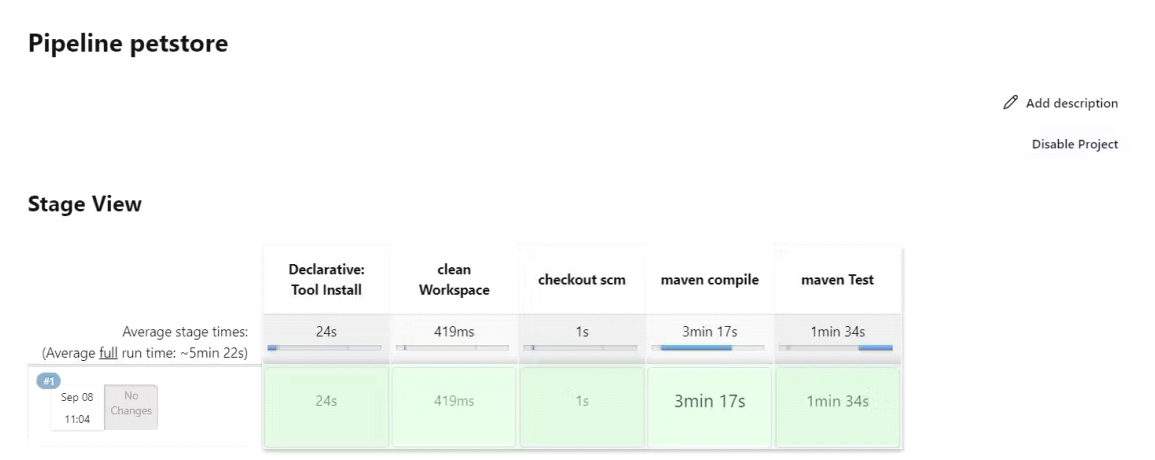 Pipeline petstore
Add description
Disable Project
Stage View
Declarative:
Tool Install
clean
Workspace
checkout scm
maven compile
maven Test
Average stage times:
(Average full run time: ~5min 22s)
24s
419ms
1s
3min 17s
1min 34s
#1
Sep 08
11:04
No
Changes
24s
419ms
1s
3min 17s
1min 34s